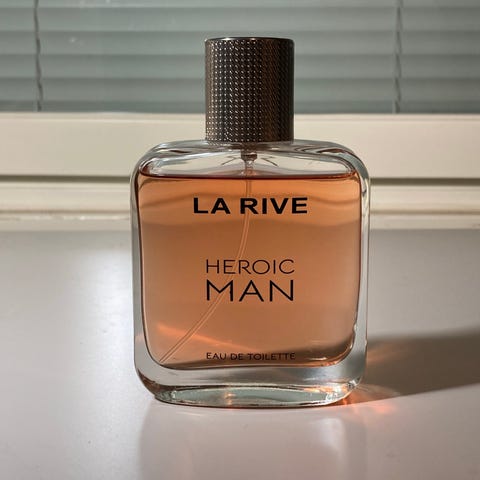 LA RIVE
HEROIC
MAN
EAU DE TOILETTE